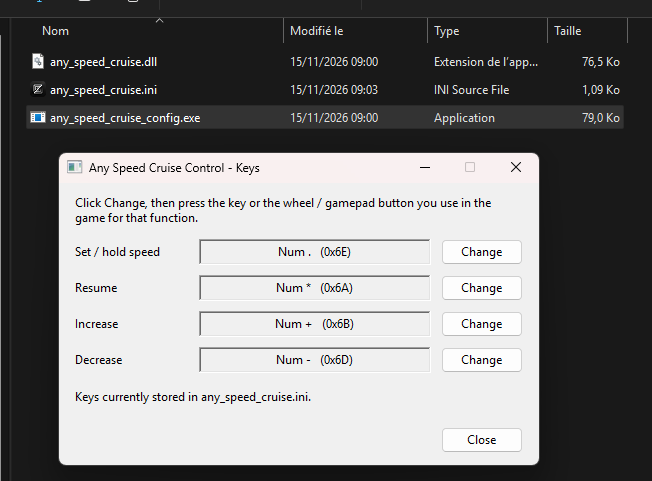 Nom Modifié le Type Taille
any_speed_cruise.dll 15/11/2026 09:00 Extension de l'app... 76,5 Ko
any_speed_cruise.ini 15/11/2026 09:03 INI Source File 1,09 Ko
any_speed_cruise_config.exe 15/11/2026 09:00 Application 79,0 Ko
Any Speed Cruise Control - Keys
Click Change, then press the key or the wheel / gamepad button you use in the
game for that function.
Set / hold speed Num . (0x6E) Change
Resume Num * (0x6A) Change
Increase Num + (0x6B) Change
Decrease Num - (0x6D) Change
Keys currently stored in any_speed_cruise.ini.
Close